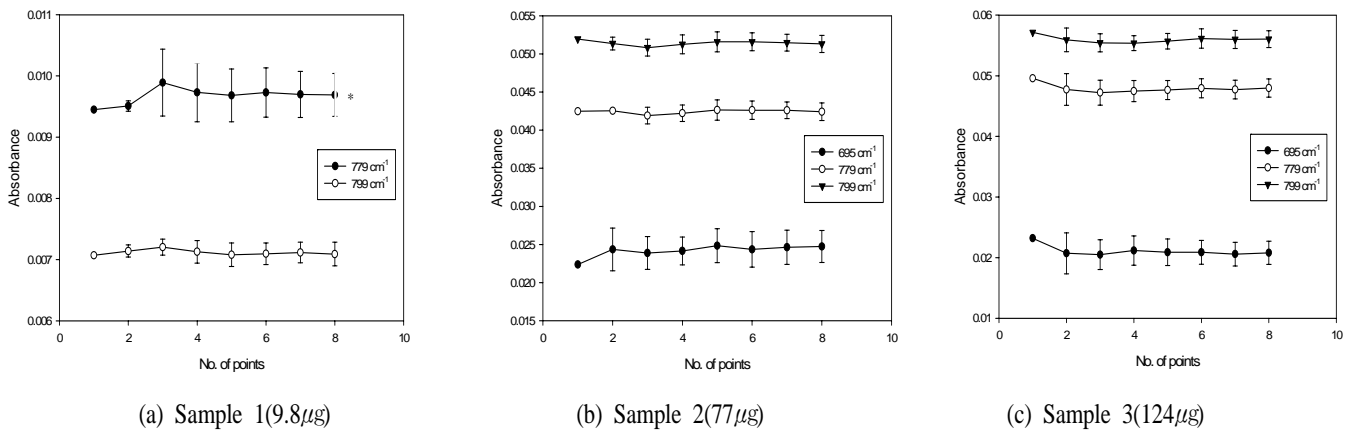 0.011
0.010
0.009
0.008
0.007
0.006
Absorbance
0 2 4 6 8 10
No. of points
*
779 cm⁻¹
799 cm⁻¹
(a) Sample 1(9.8μg)
0.060
0.055
0.050
0.045
0.040
0.035
0.030
0.025
0.020
0.015
Absorbance
0 2 4 6 8 10
No. of points
695 cm⁻¹
779 cm⁻¹
799 cm⁻¹
(b) Sample 2(77μg)
0.06
0.05
0.04
0.03
0.02
0.01
Absorbance
0 2 4 6 8 10
No. of points
695 cm⁻¹
779 cm⁻¹
799 cm⁻¹
(c) Sample 3(124μg)